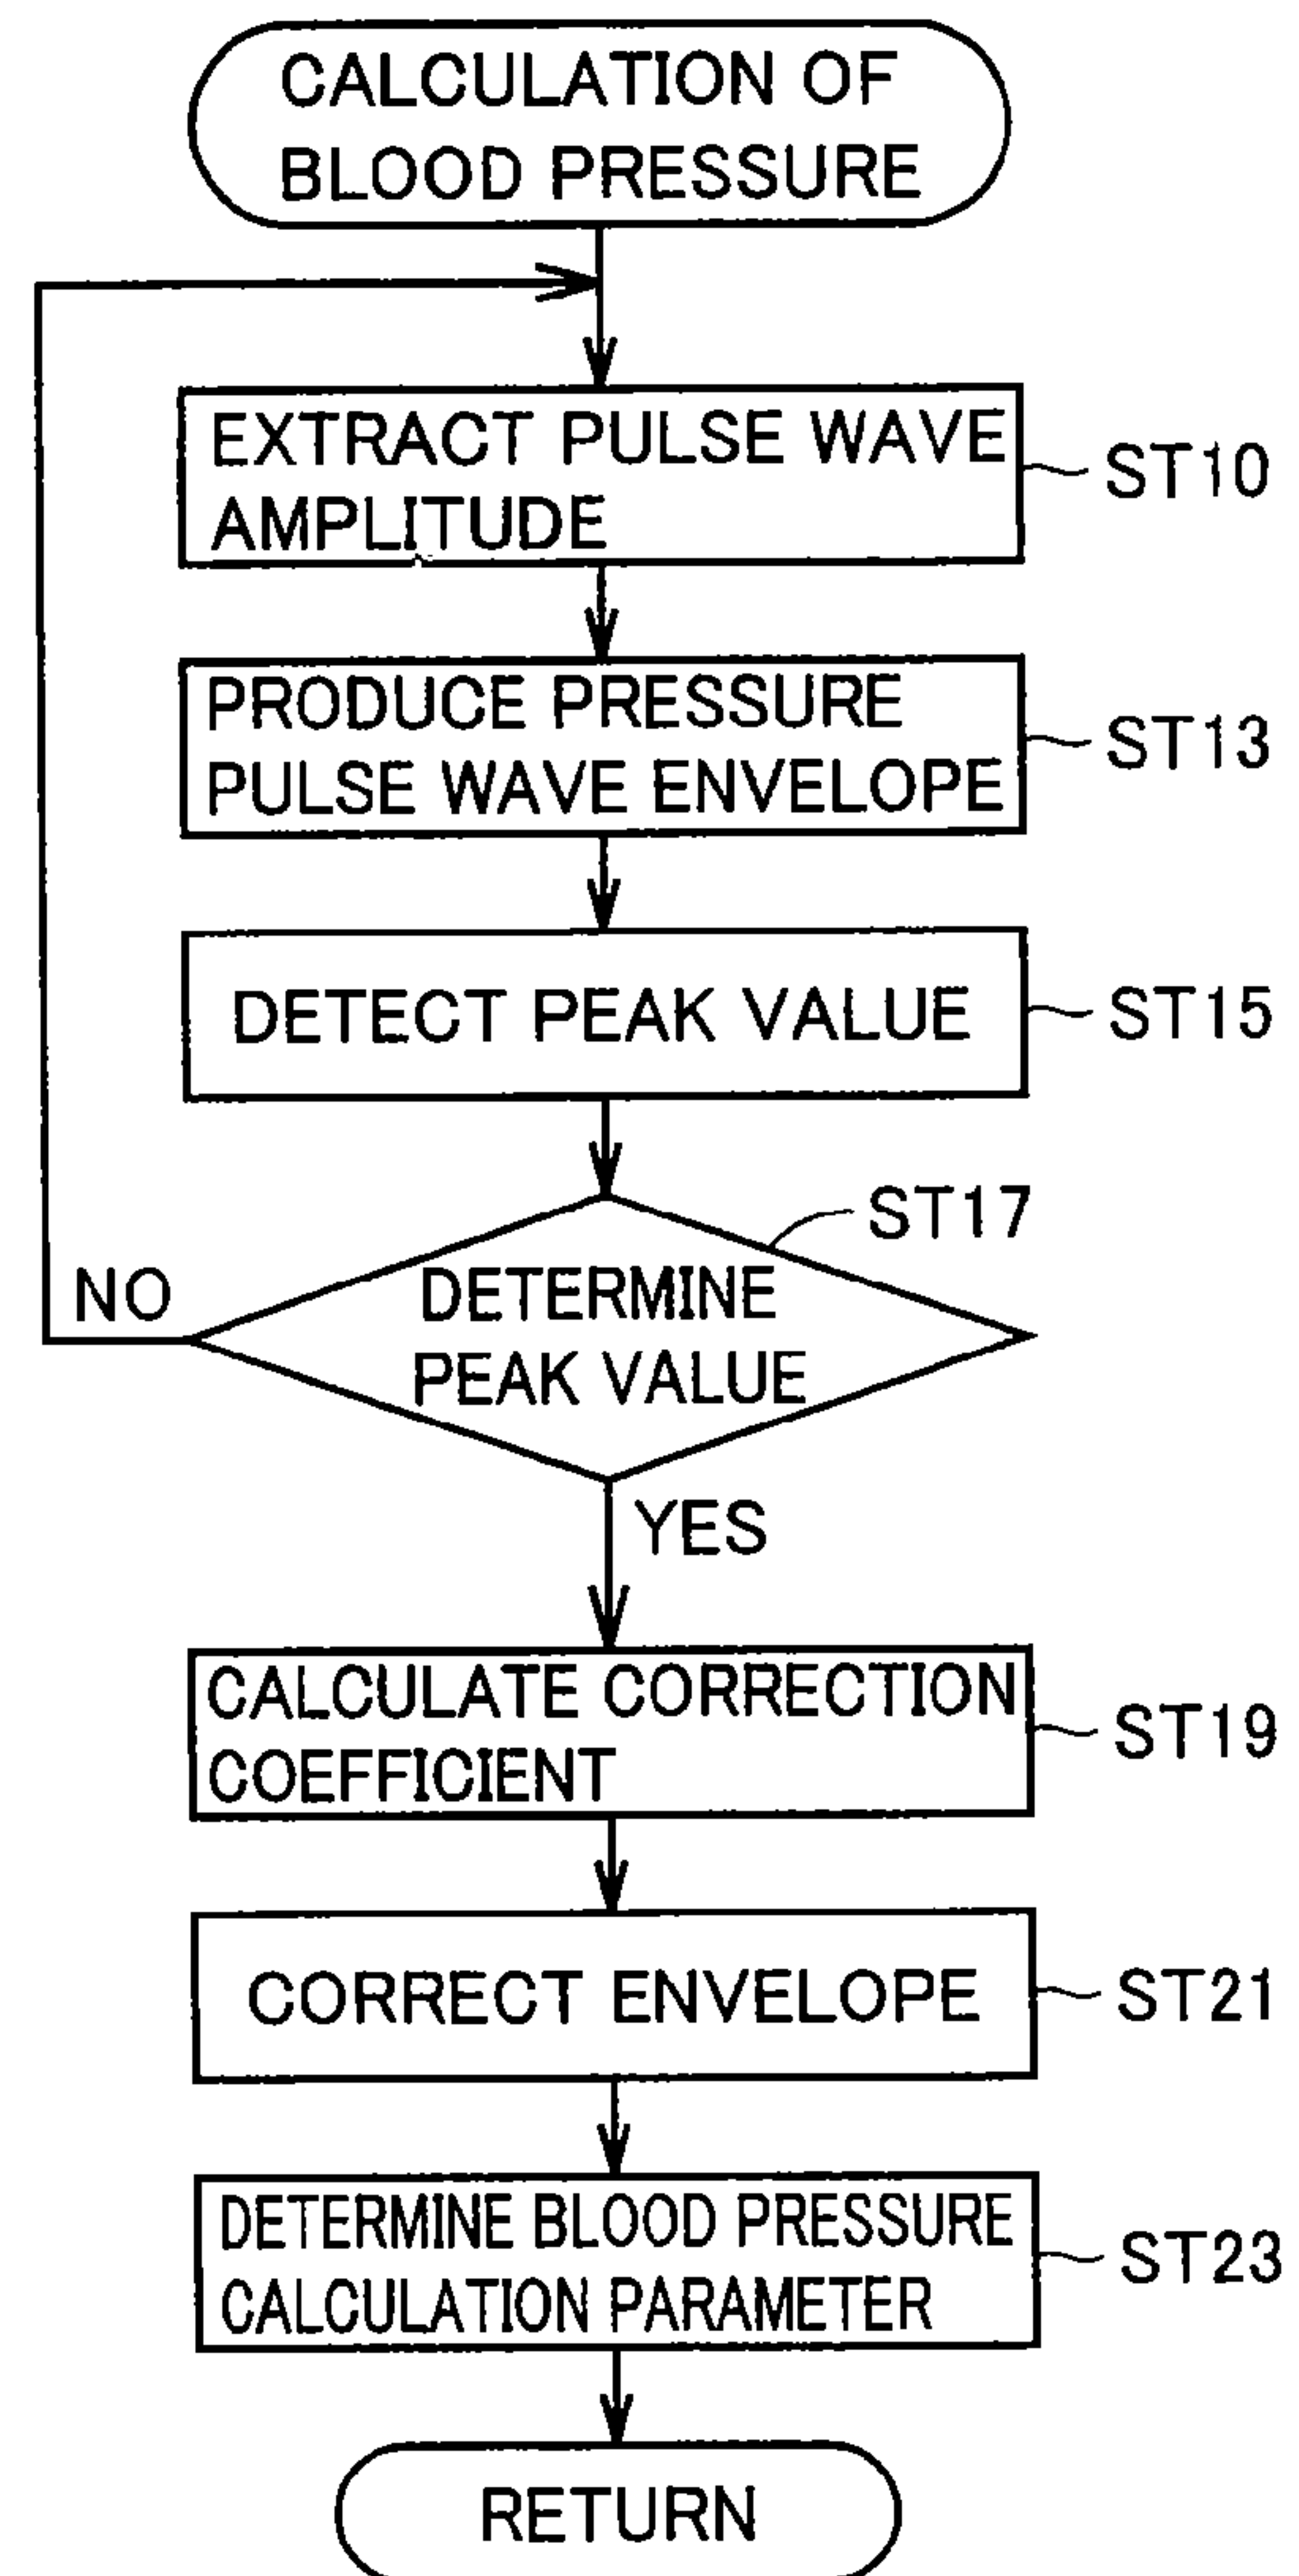 CALCULATION OF
BLOOD PRESSURE
EXTRACT PULSE WAVE
AMPLITUDE
ST10
PRODUCE PRESSURE
PULSE WAVE ENVELOPE
ST13
DETECT PEAK VALUE
ST15
ST17
DETERMINE
PEAK VALUE
NO
YES
CALCULATE CORRECTION
COEFFICIENT
ST19
CORRECT ENVELOPE
ST21
DETERMINE BLOOD PRESSURE
CALCULATION PARAMETER
ST23
RETURN